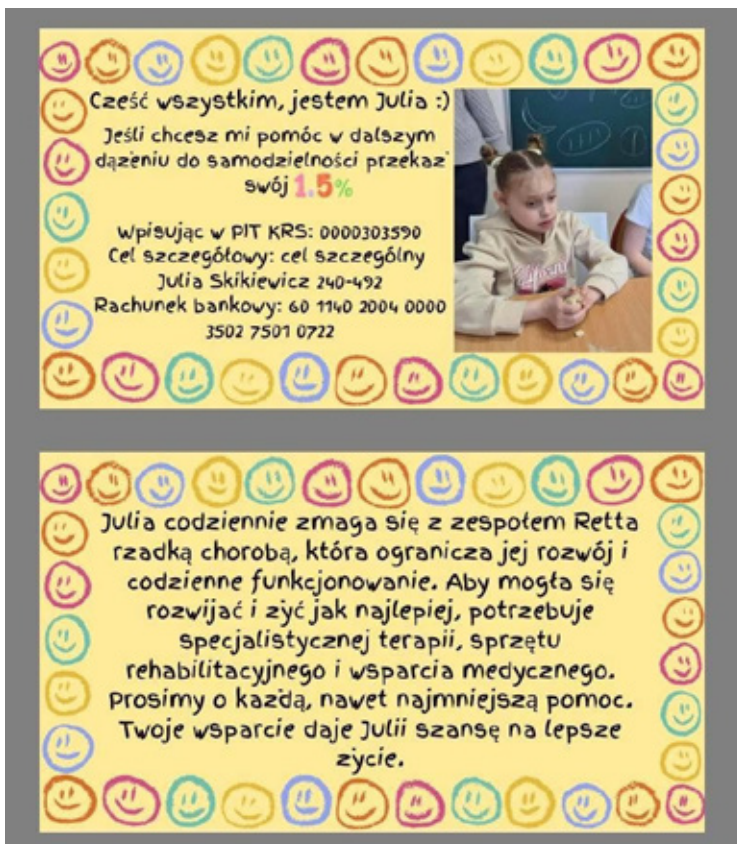 Cześć wszystkim, jestem Julia :)
Jeśli chcesz mi pomóc w dalszym
dążeniu do samodzielności przekaż
swój 1.5%
Wpisując w PIT KRS: 0000303590
Cel szczegółowy: cel szczególny
Julia Skikiewicz 240-492
Rachunek bankowy: 60 1140 2004 0000
3502 7501 0722
Julia codziennie zmaga się z zespołem Retta
rzadką chorobą, która ogranicza jej rozwój i
codzienne funkcjonowanie. Aby mogła się
rozwijać i żyć jak najlepiej, potrzebuje
specjalistycznej terapii, sprzętu
rehabilitacyjnego i wsparcia medycznego.
Prosimy o każdą, nawet najmniejszą pomoc.
Twoje wsparcie daje Julii szansę na lepsze
życie.